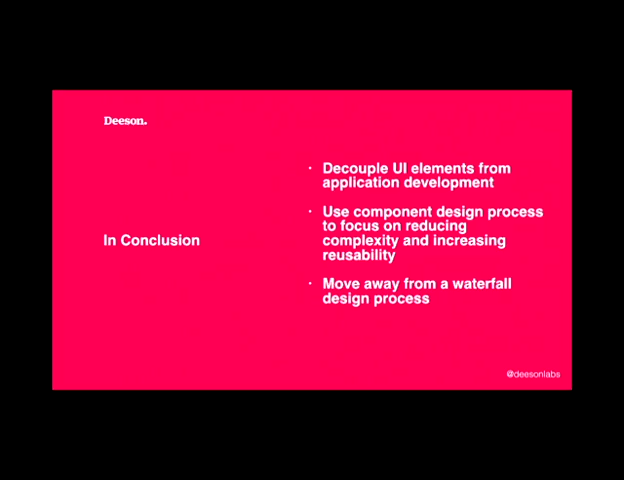 Deeson.
In Conclusion
· Decouple UI elements from
application development
· Use component design process
to focus on reducing
complexity and increasing
reusability
· Move away from a waterfall
design process
@deesonlabs